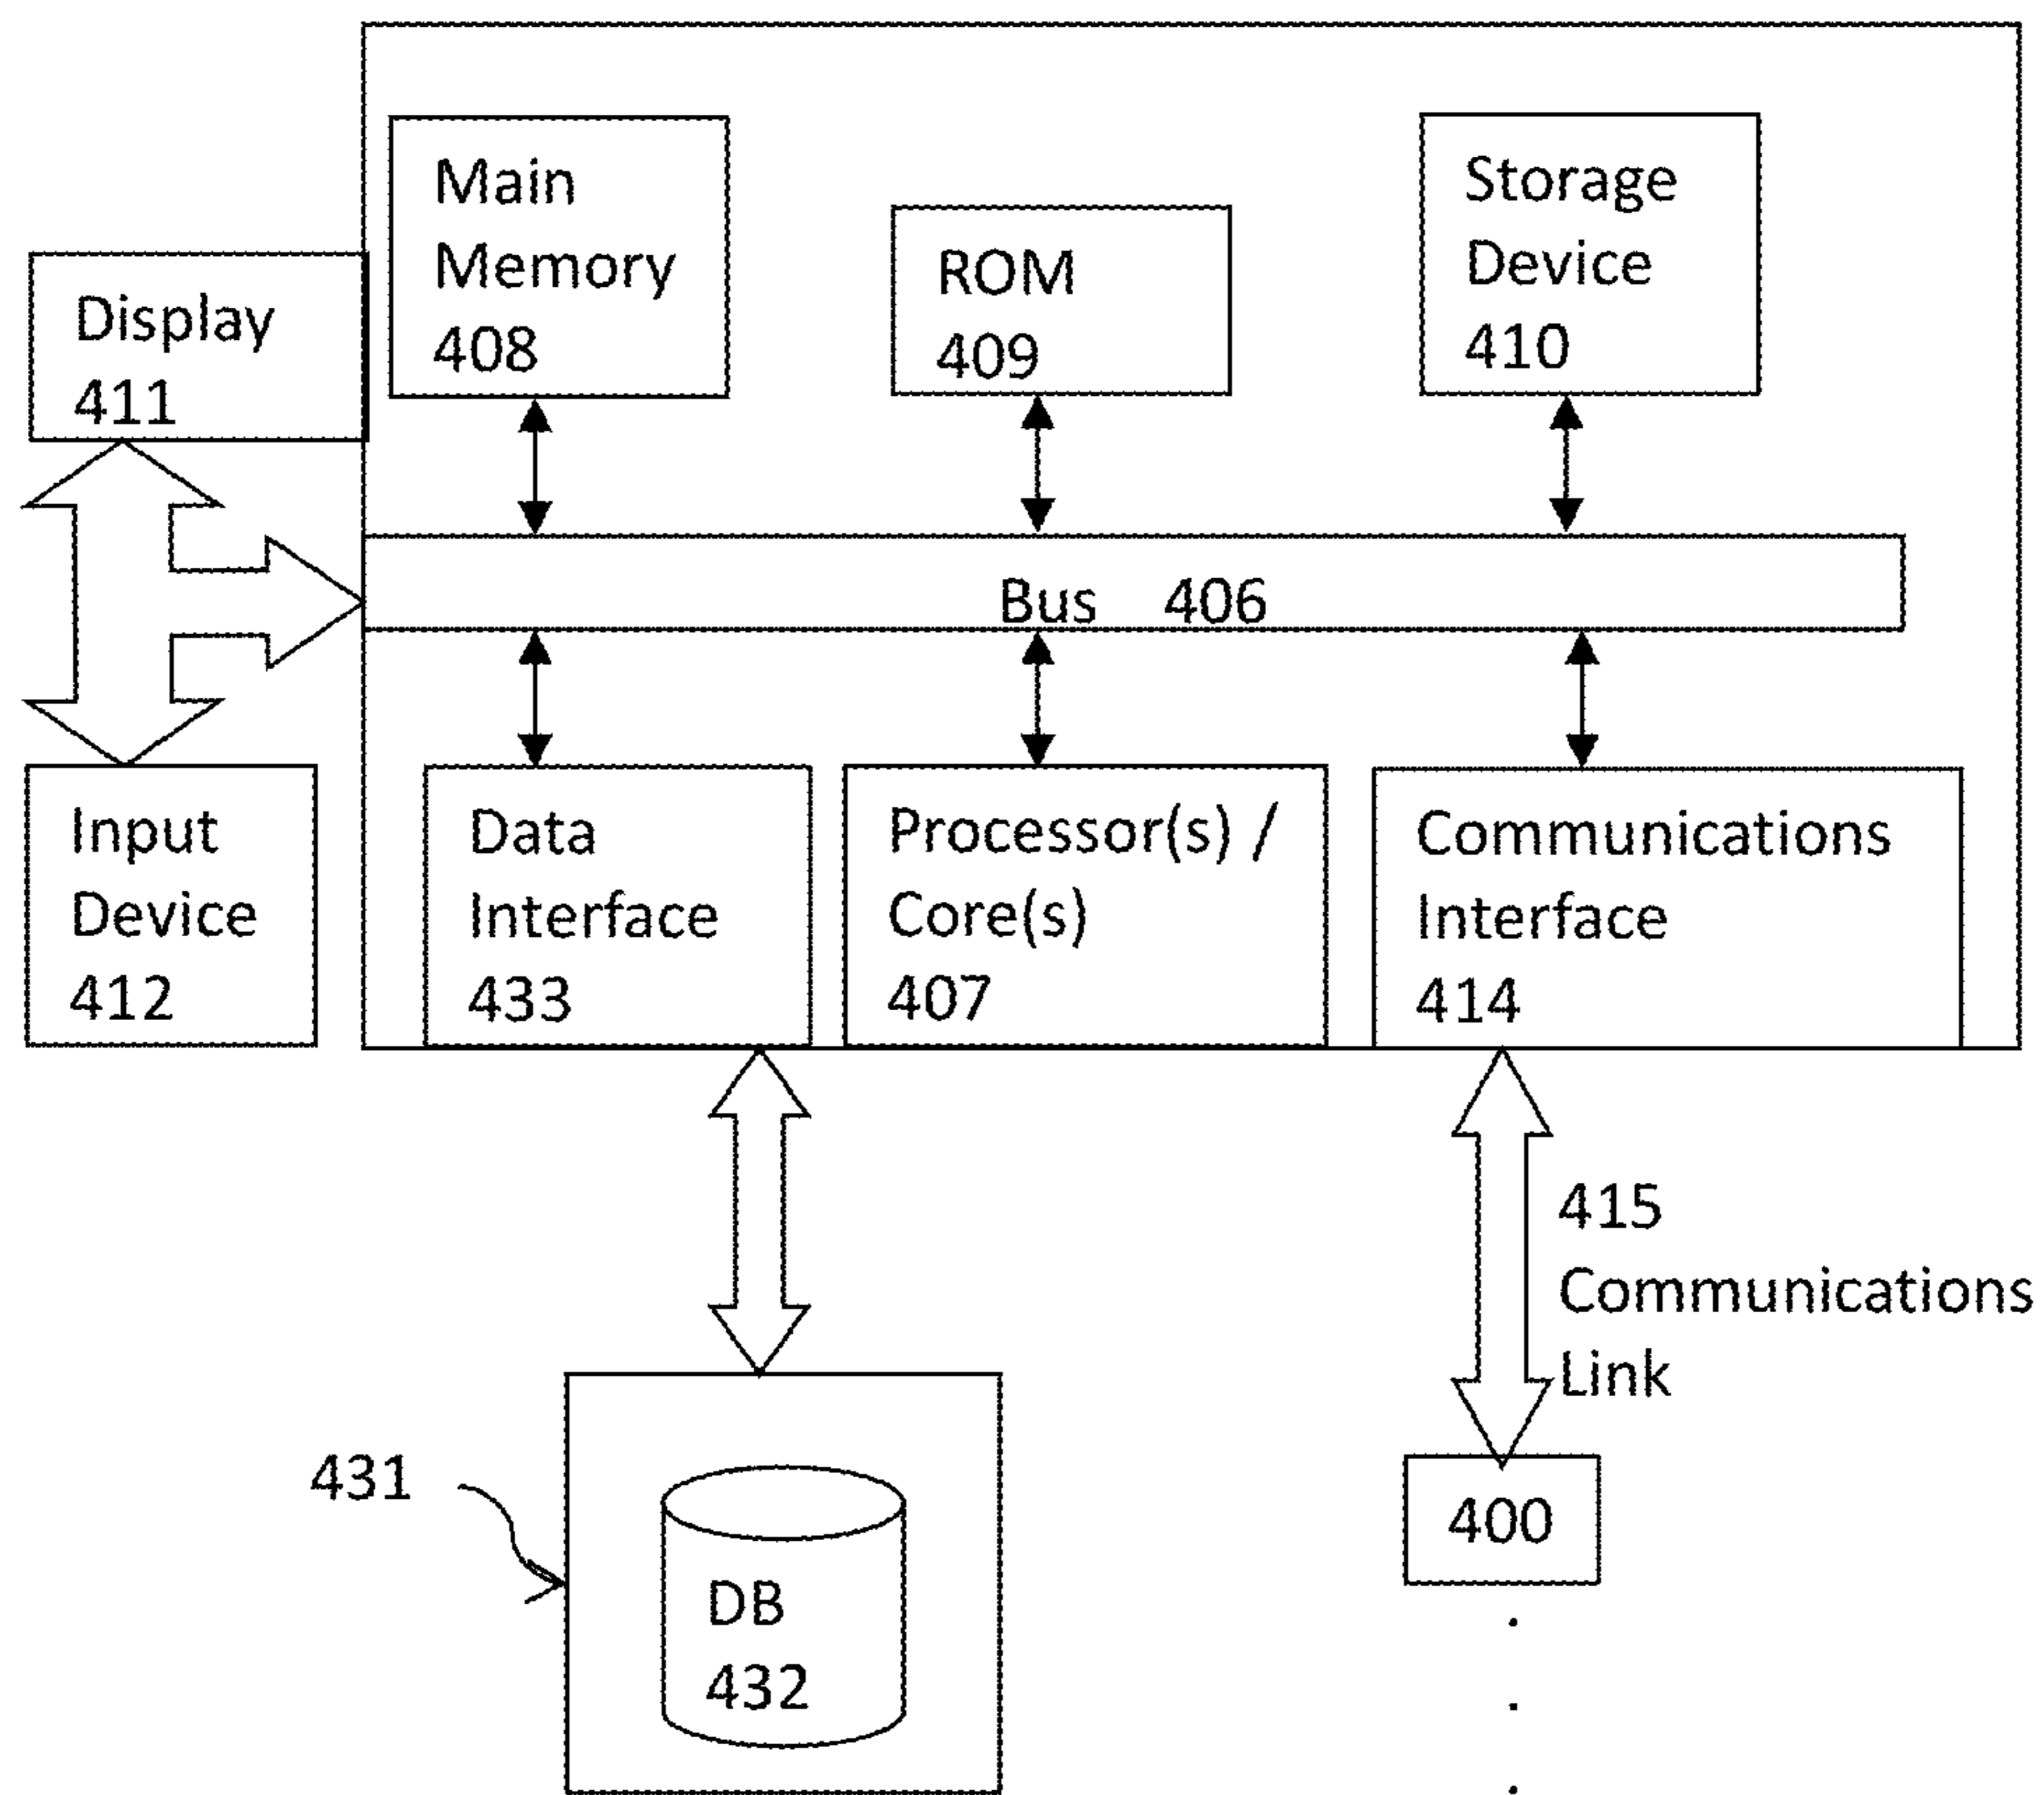 Main
Memory
408
ROM
409
Storage
Device
410
Display
411
Bus 406
Input
Device
412
Data
Interface
433
Processor(s) /
Core(s)
407
Communications
Interface
414
415
Communications
Link
431
DB
432
400